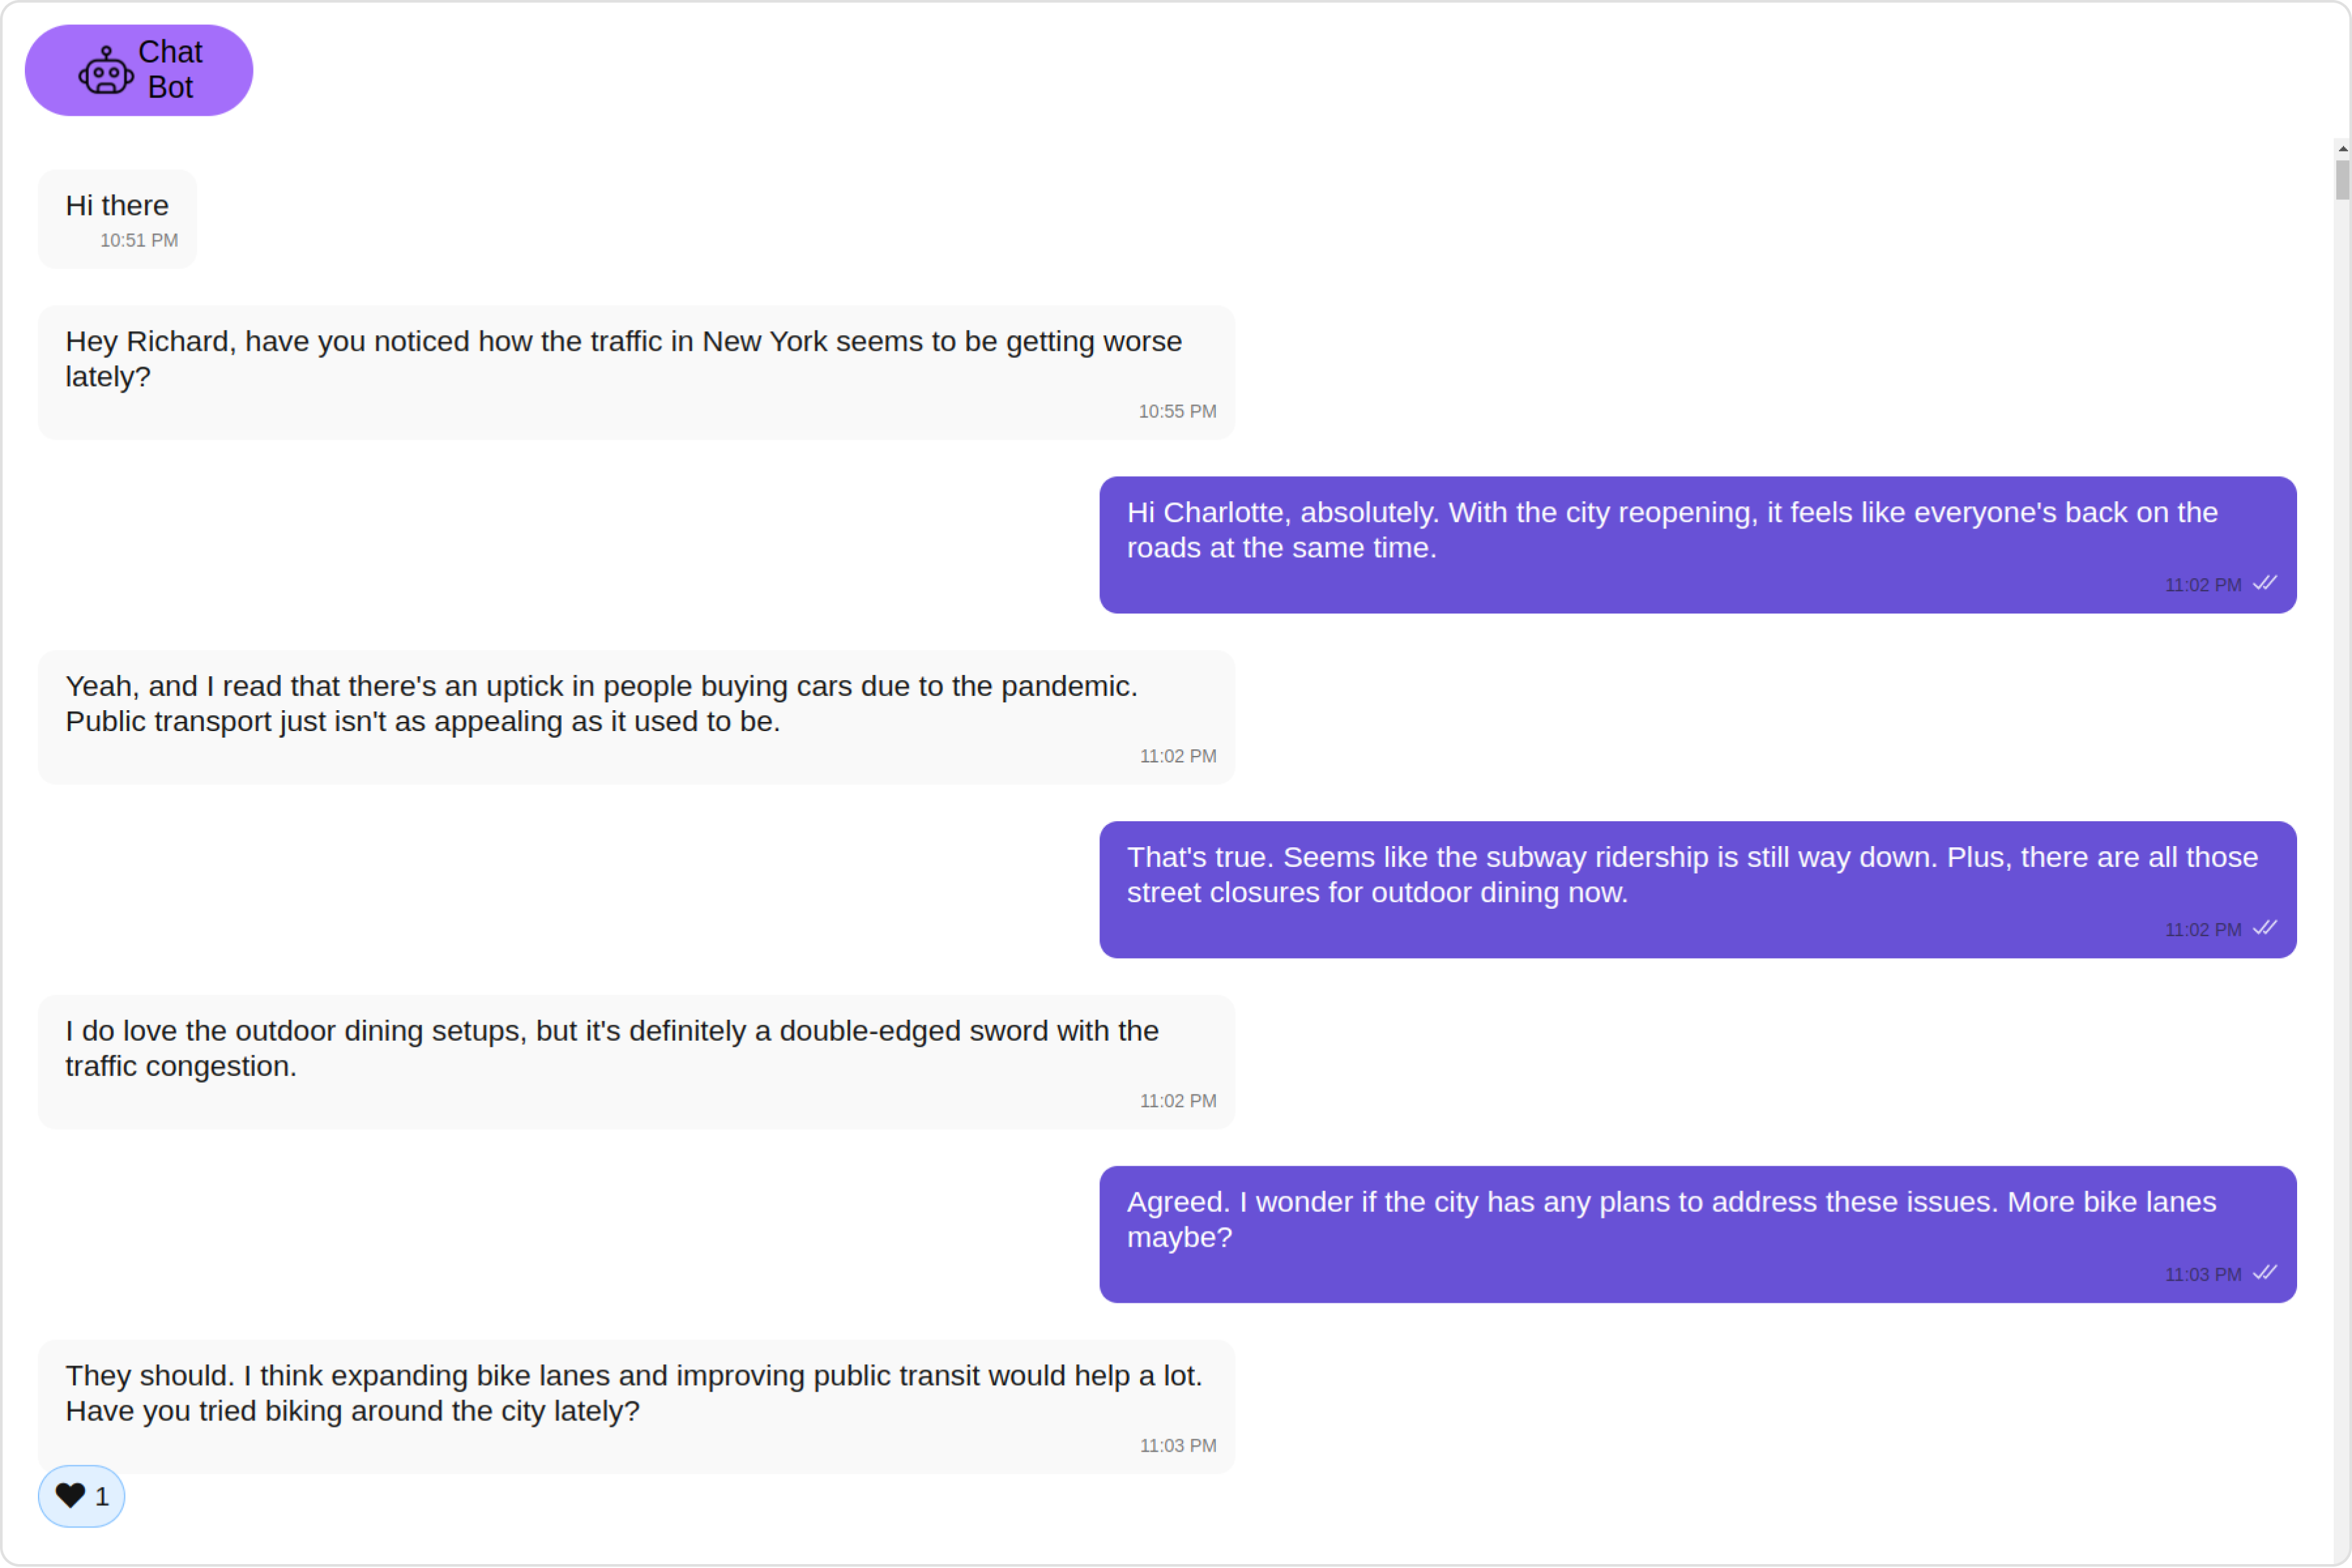 Chat
Bot
Hi there
10:51 PM
Hey Richard, have you noticed how the traffic in New York seems to be getting worse
lately?
10:55 PM
Hi Charlotte, absolutely. With the city reopening, it feels like everyone's back on the
roads at the same time.
11:02 PM
Yeah, and I read that there's an uptick in people buying cars due to the pandemic.
Public transport just isn't as appealing as it used to be.
11:02 PM
That's true. Seems like the subway ridership is still way down. Plus, there are all those
street closures for outdoor dining now.
11:02 PM
I do love the outdoor dining setups, but it's definitely a double-edged sword with the
traffic congestion.
11:02 PM
Agreed. I wonder if the city has any plans to address these issues. More bike lanes
maybe?
11:03 PM
They should. I think expanding bike lanes and improving public transit would help a lot.
Have you tried biking around the city lately?
11:03 PM
1